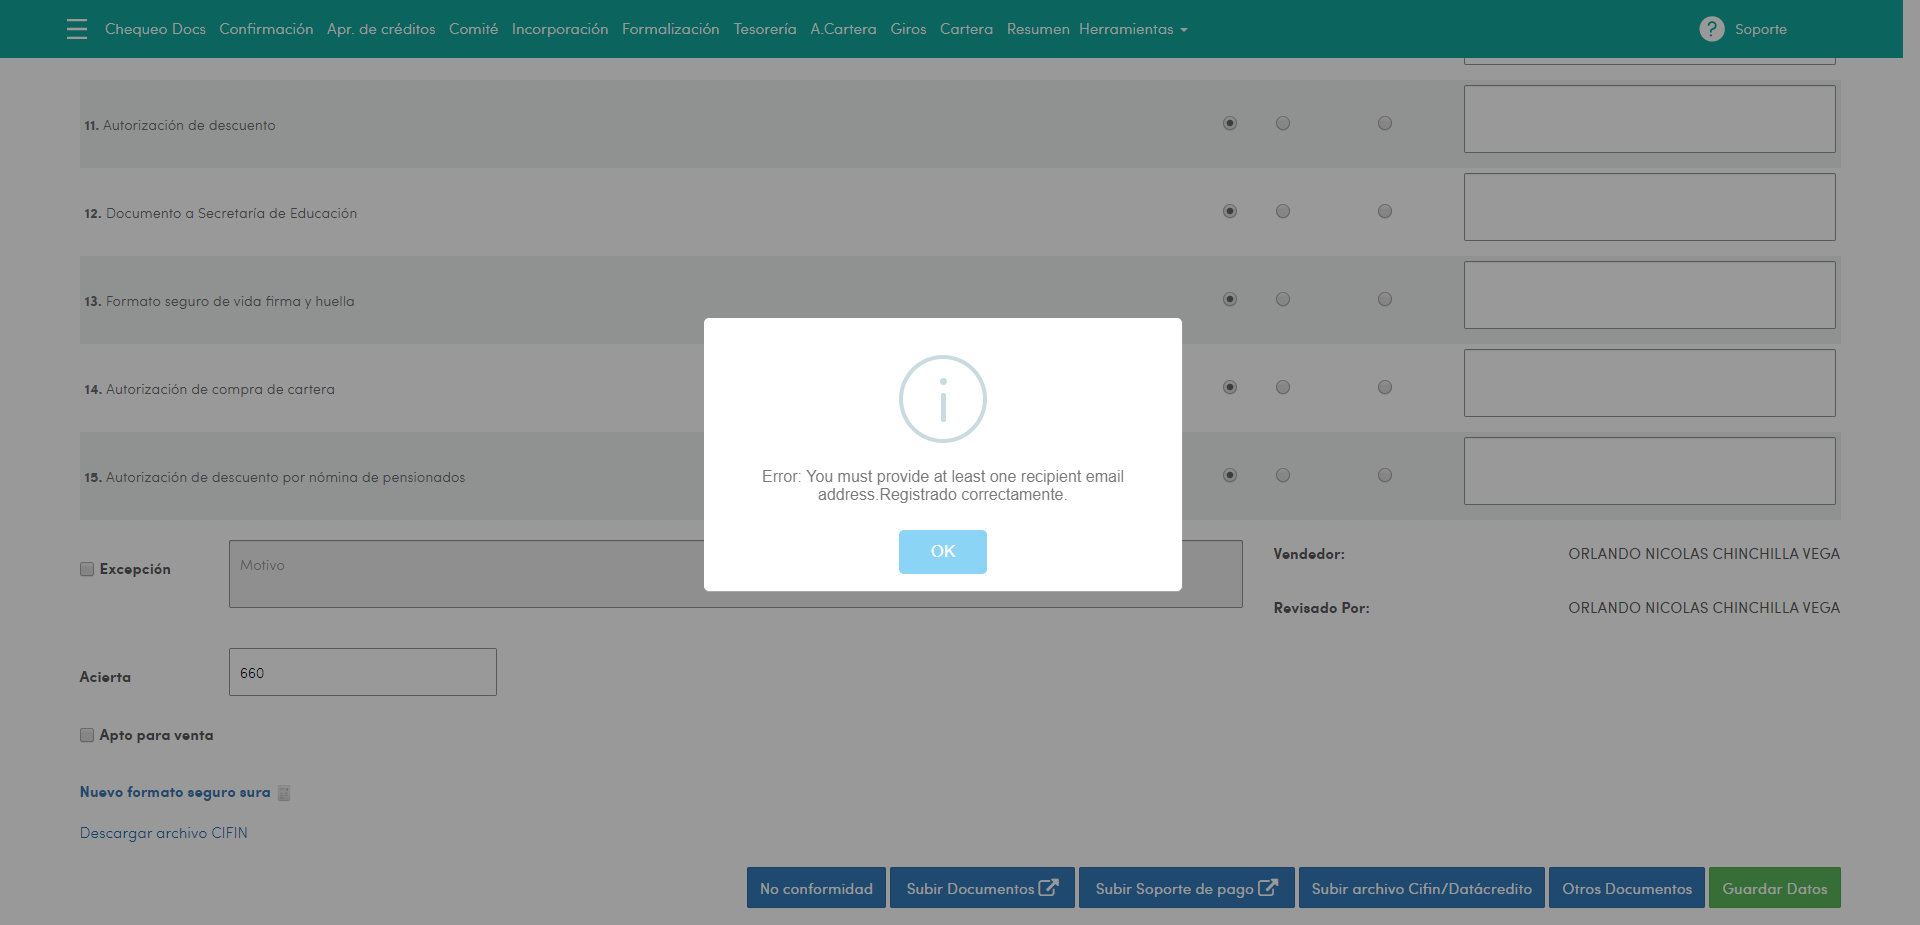 Chequeo Docs Confirmación Apr. de créditos Comité Incorporación Formalización Tesorería A.Cartera Giros Cartera Resumen Herramientas ? Soporte
11. Autorización de descuento
12. Documento a Secretaría de Educación
13. Formato seguro de vida firma y huella
14. Autorización de compra de cartera
15. Autorización de descuento por nómina de pensionados
Error: You must provide at least one recipient email
address.Registrado correctamente.
OK
Excepción Motivo Vendedor: ORLANDO NICOLAS CHINCHILLA VEGA
Revisado Por: ORLANDO NICOLAS CHINCHILLA VEGA
Acierta 660
Apto para venta
Nuevo formato seguro sura
Descargar archivo CIFIN
No conformidad Subir Documentos Subir Soporte de pago Subir archivo Cifin/Datácredito Otros Documentos Guardar Datos